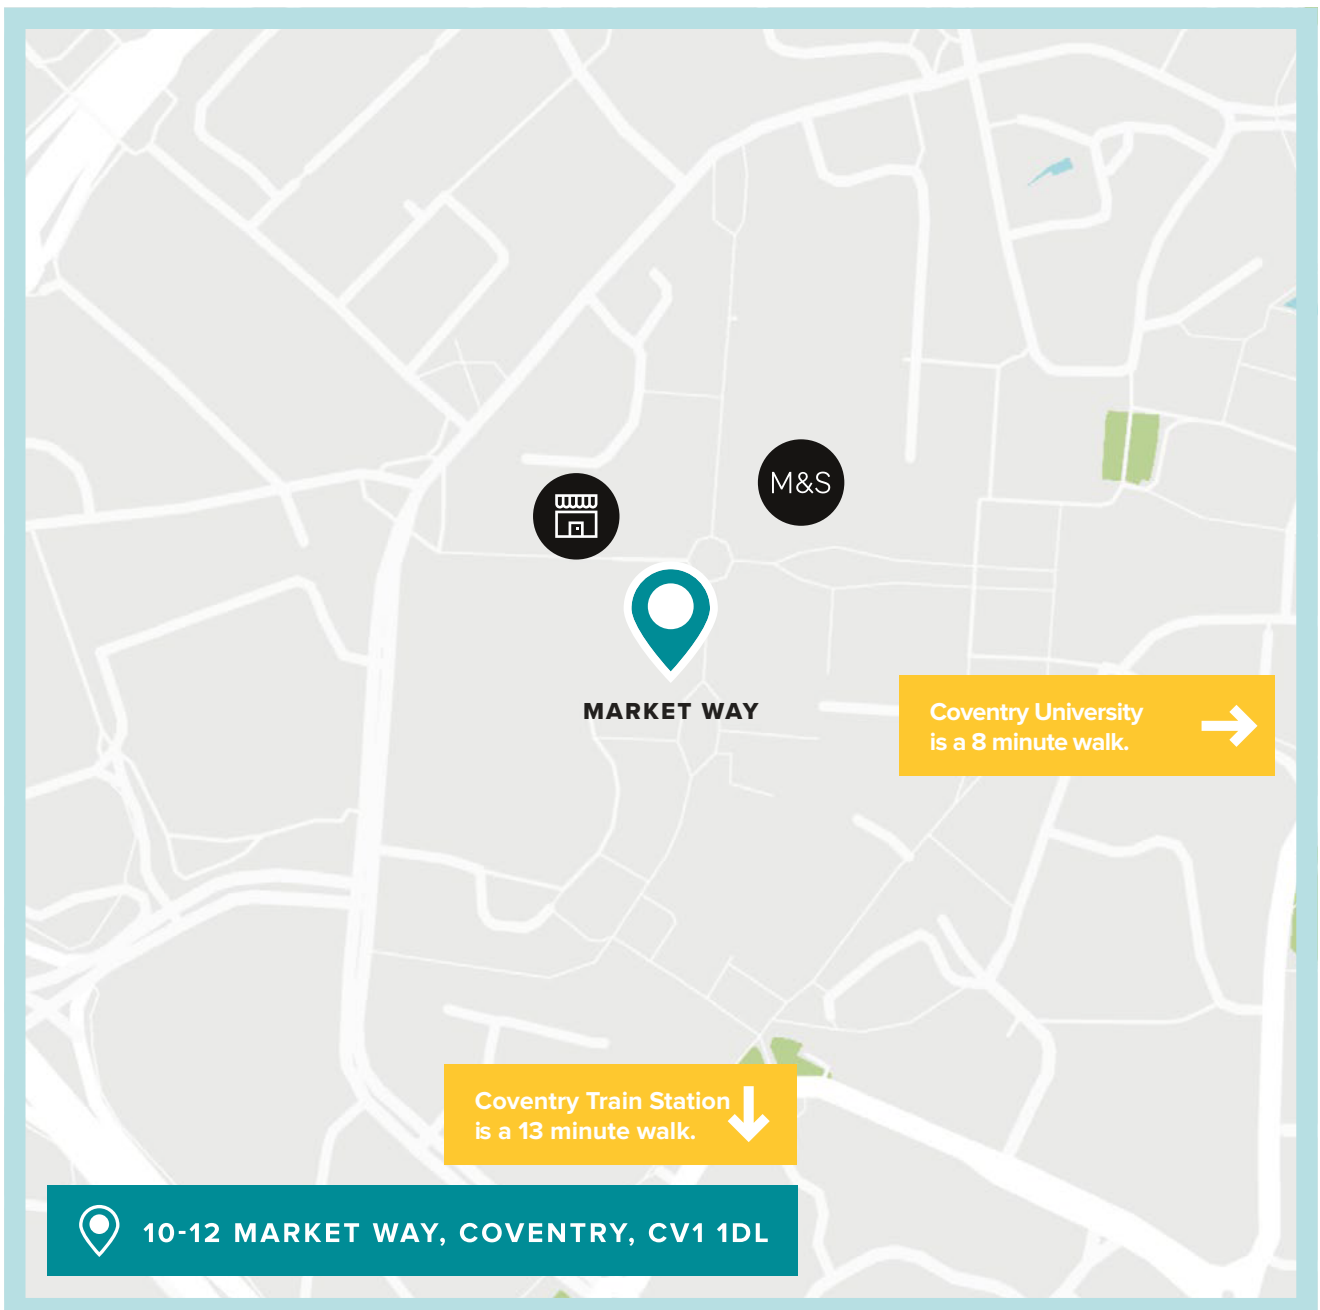 M&S
MARKET WAY
Coventry University
is a 8 minute walk.
Coventry Train Station
is a 13 minute walk.
10-12 MARKET WAY, COVENTRY, CV1 1DL